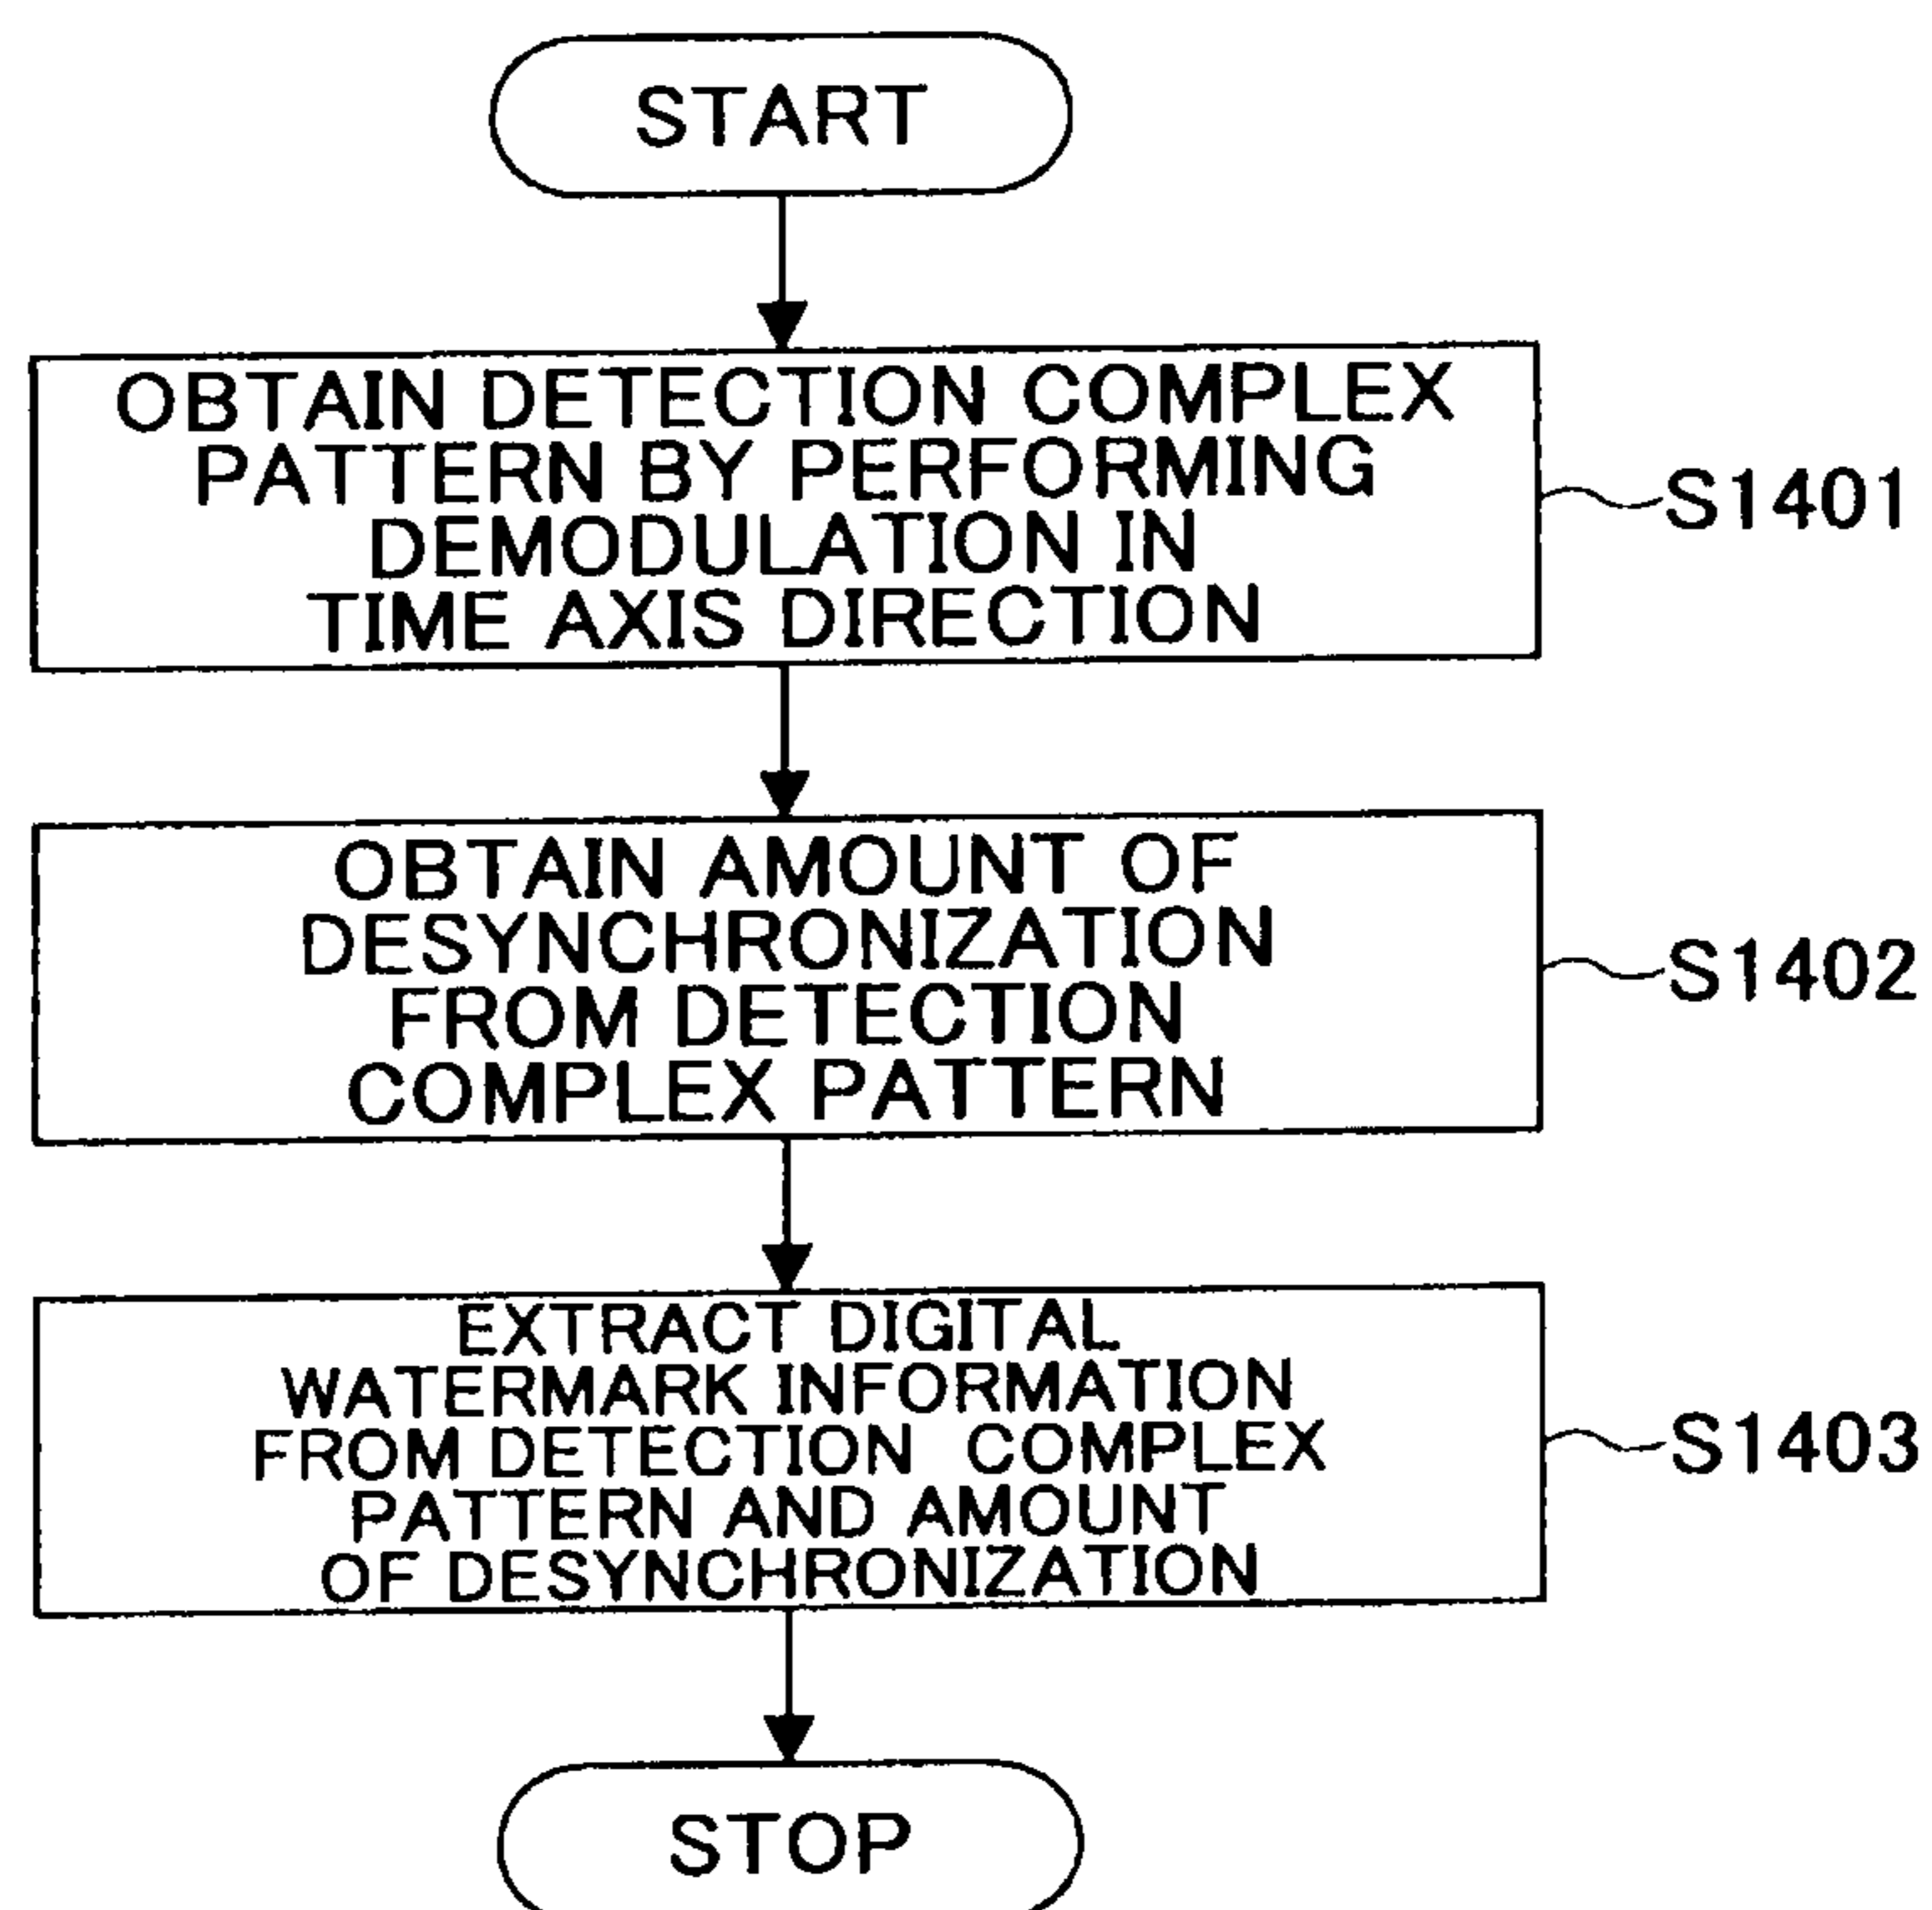 START
OBTAIN DETECTION COMPLEX
PATTERN BY PERFORMING
DEMODULATION IN
TIME AXIS DIRECTION
S1401
OBTAIN AMOUNT OF
DESYNCHRONIZATION
FROM DETECTION
COMPLEX PATTERN
S1402
EXTRACT DIGITAL
WATERMARK INFORMATION
FROM DETECTION COMPLEX
PATTERN AND AMOUNT
OF DESYNCHRONIZATION
S1403
STOP